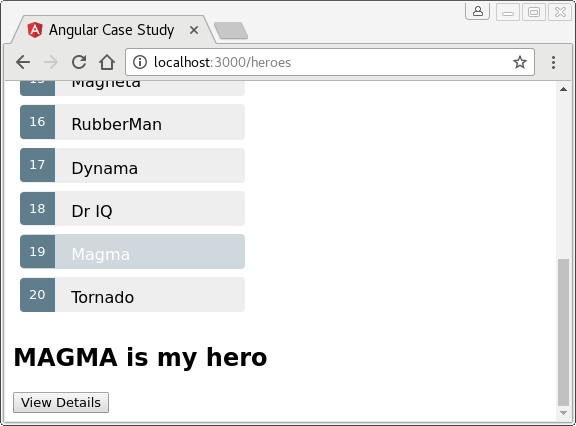 Angular Case Study
localhost:3000/heroes
15 Magneta
16 RubberMan
17 Dynama
18 Dr IQ
19 Magma
20 Tornado
MAGMA is my hero
View Details